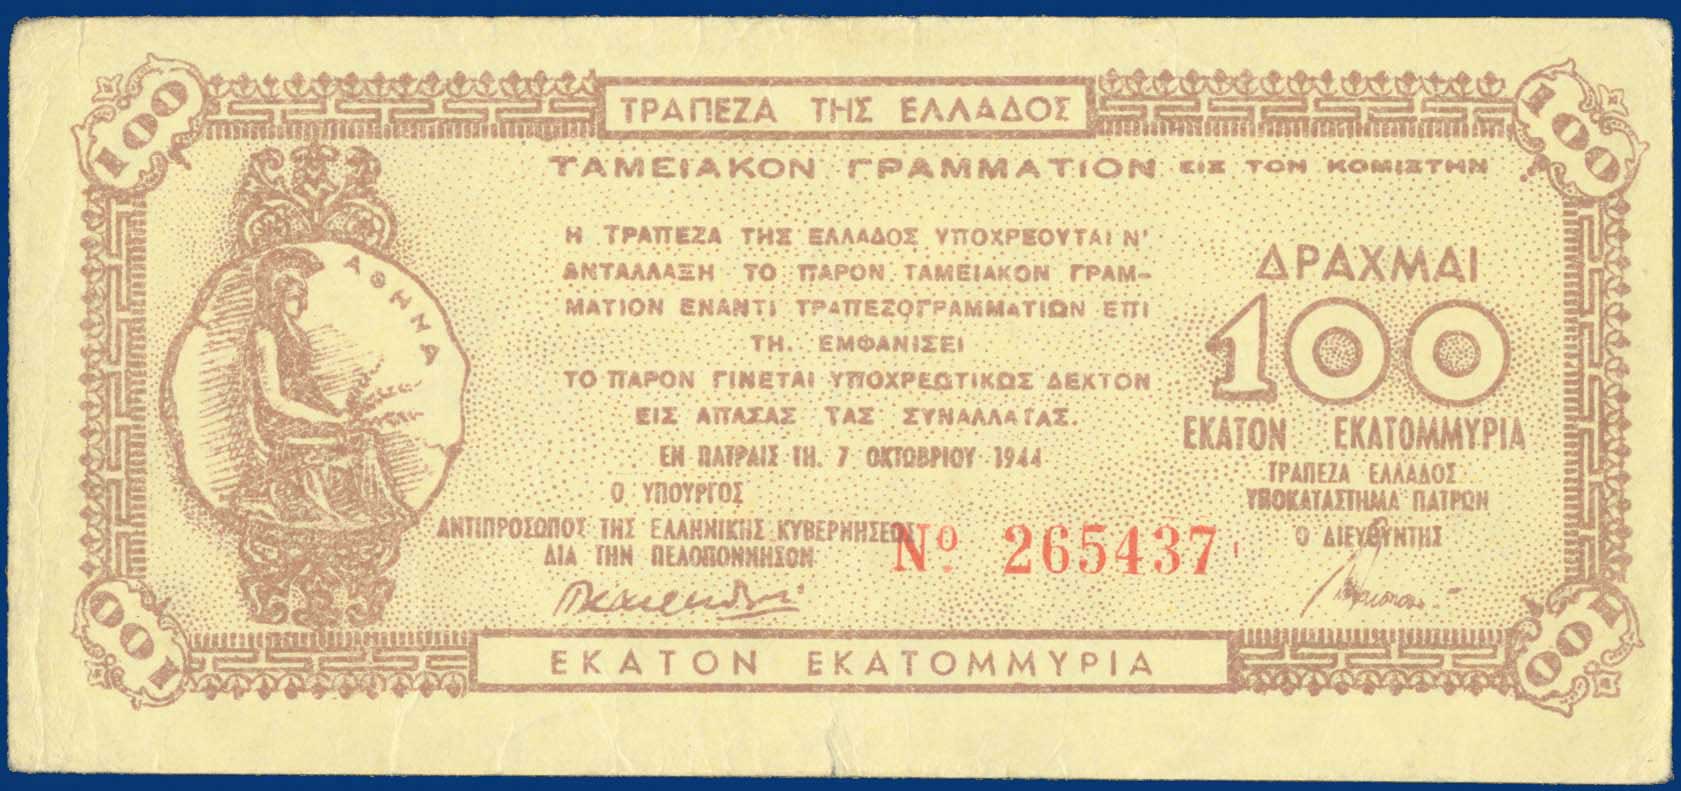 100
ΤΡΑΠΕΖΑ ΤΗΣ ΕΛΛΑΔΟΣ
100
ΤΑΜΕΙΑΚΟΝ ΓΡΑΜΜΑΤΙΟΝ ΕΙΣ ΤΟΝ ΚΟΜΙΣΤΗΝ
Η ΤΡΑΠΕΖΑ ΤΗΣ ΕΛΛΑΔΟΣ ΥΠΟΧΡΕΟΥΤΑΙ Ν'
ΑΝΤΑΛΛΑΞΗ ΤΟ ΠΑΡΟΝ ΤΑΜΕΙΑΚΟΝ ΓΡΑΜ-
ΜΑΤΙΟΝ ΕΝΑΝΤΙ ΤΡΑΠΕΖΟΓΡΑΜΜΑΤΙΩΝ ΕΠΙ
ΤΗ. ΕΜΦΑΝΙΣΕΙ
ΤΟ ΠΑΡΟΝ ΓΙΝΕΤΑΙ ΥΠΟΧΡΕΩΤΙΚΩΣ ΔΕΚΤΟΝ
ΕΙΣ ΑΠΑΣΑΣ ΤΑΣ ΣΥΝΑΛΛΑΓΑΣ.
ΕΝ ΠΑΤΡΑΙΣ ΤΗ. 7 ΟΚΤΩΒΡΙΟΥ 1944
Ο ΥΠΟΥΡΓΟΣ
ΑΝΤΙΠΡΟΣΩΠΟΣ ΤΗΣ ΕΛΛΗΝΙΚΗΣ ΚΥΒΕΡΝΗΣΕΩΣ
ΔΙΑ ΤΗΝ ΠΕΛΟΠΟΝΝΗΣΟΝ
ΑΘΗΝΑ
ΔΡΑΧΜΑΙ
100
ΕΚΑΤΟΝ ΕΚΑΤΟΜΜΥΡΙΑ
ΤΡΑΠΕΖΑ ΕΛΛΑΔΟΣ
ΥΠΟΚΑΤΑΣΤΗΜΑ ΠΑΤΡΩΝ
Ο ΔΙΕΥΘΥΝΤΗΣ
Nº 265437
100
ΕΚΑΤΟΝ ΕΚΑΤΟΜΜΥΡΙΑ
100